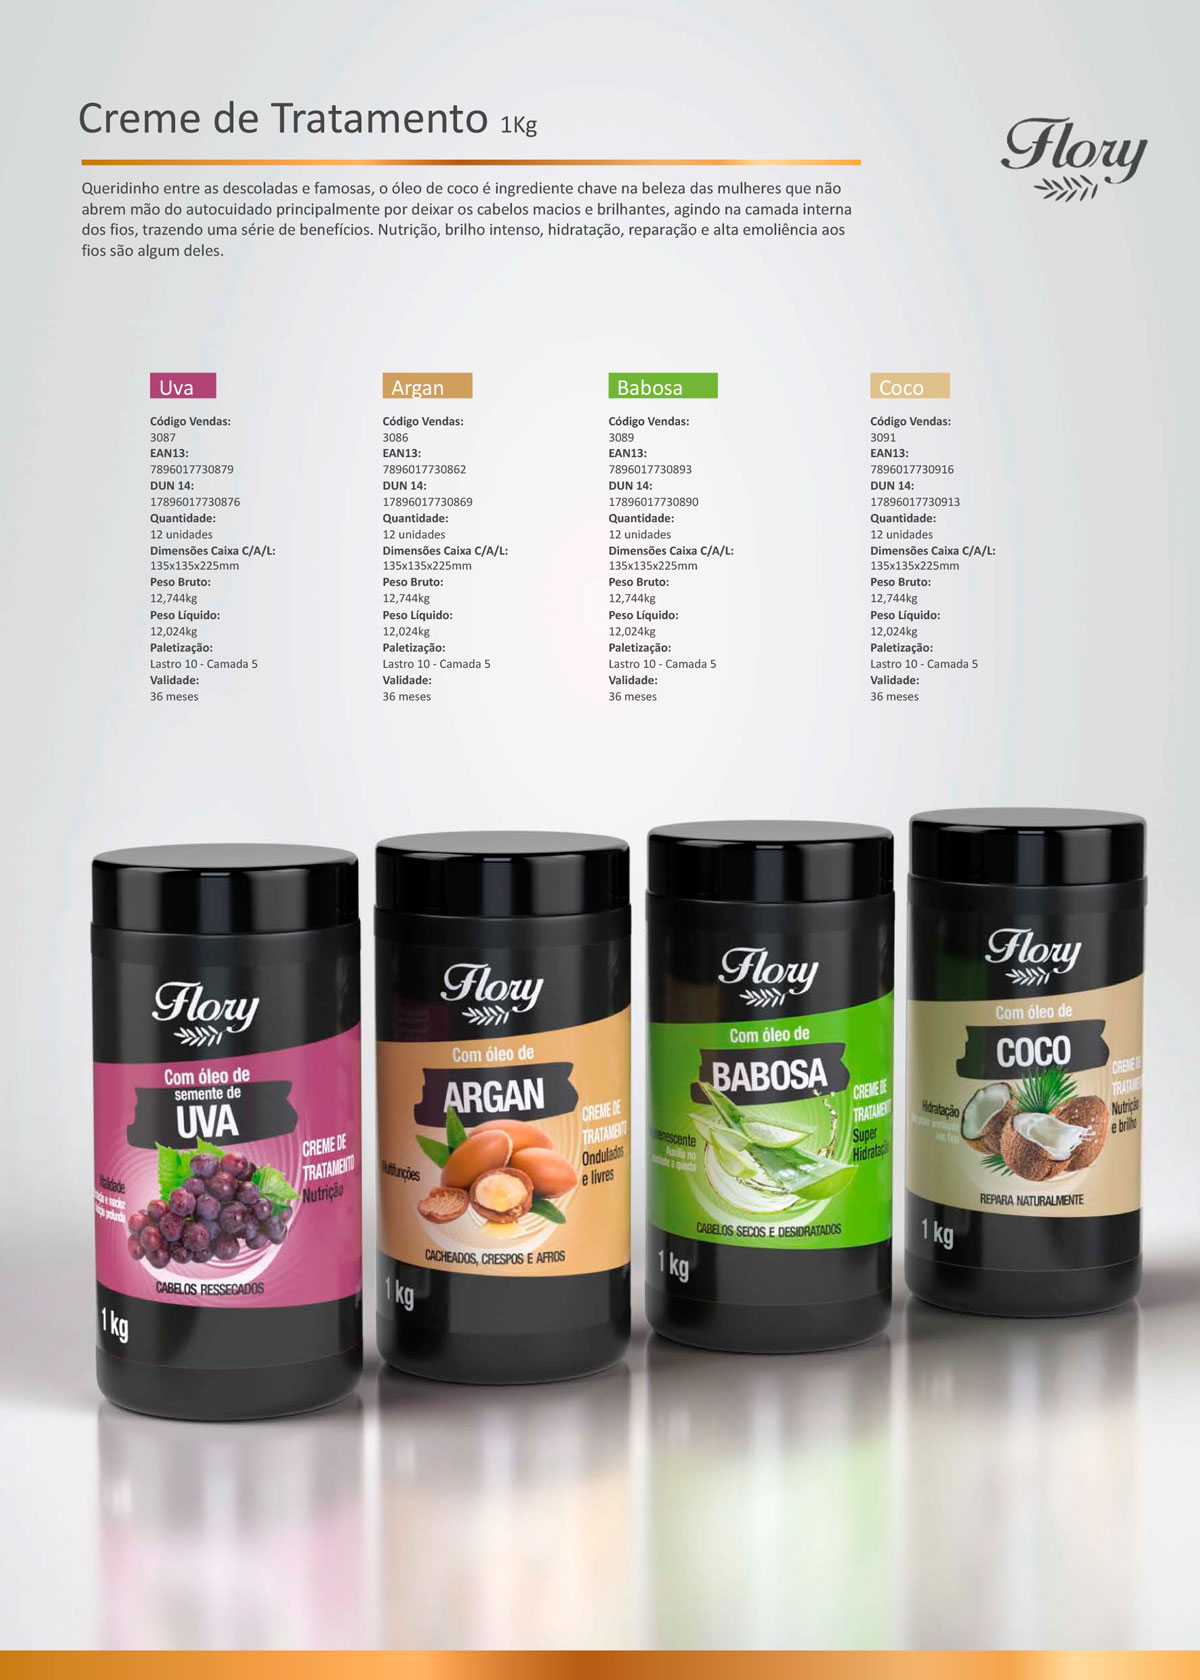 Creme de Tratamento 1Kg
Flory
Queridinho entre as descoladas e famosas, o óleo de coco é ingrediente chave na beleza das mulheres que não
abrem mão do autocuidado principalmente por deixar os cabelos macios e brilhantes, agindo na camada interna
dos fios, trazendo uma série de benefícios. Nutrição, brilho intenso, hidratação, reparação e alta emoliência aos
fios são algum deles.
Uva
Código Vendas:
3087
EAN13:
7896017730879
DUN 14:
17896017730876
Quantidade:
12 unidades
Dimensões Caixa C/A/L:
135x135x225mm
Peso Bruto:
12,744kg
Peso Líquido:
12,024kg
Paletização:
Lastro 10 - Camada 5
Validade:
36 meses
Argan
Código Vendas:
3086
EAN13:
7896017730862
DUN 14:
17896017730869
Quantidade:
12 unidades
Dimensões Caixa C/A/L:
135x135x225mm
Peso Bruto:
12,744kg
Peso Líquido:
12,024kg
Paletização:
Lastro 10 - Camada 5
Validade:
36 meses
Babosa
Código Vendas:
3089
EAN13:
7896017730893
DUN 14:
17896017730890
Quantidade:
12 unidades
Dimensões Caixa C/A/L:
135x135x225mm
Peso Bruto:
12,744kg
Peso Líquido:
12,024kg
Paletização:
Lastro 10 - Camada 5
Validade:
36 meses
Coco
Código Vendas:
3091
EAN13:
7896017730916
DUN 14:
17896017730913
Quantidade:
12 unidades
Dimensões Caixa C/A/L:
135x135x225mm
Peso Bruto:
12,744kg
Peso Líquido:
12,024kg
Paletização:
Lastro 10 - Camada 5
Validade:
36 meses
Flory
Com óleo de
semente de
UVA
CREME DE
TRATAMENTO
Nutrição
Vitalidade
CABELOS RESSECADOS
1 kg
Flory
Com óleo de
ARGAN
CREME DE
TRATAMENTO
Ondulados
e livres
Multifunções
CACHEADOS, CRESPOS E AFROS
1 kg
Flory
Com óleo de
BABOSA
CREME DE
TRATAMENTO
Super
Hidratação
Auxilia no
CABELOS SECOS E DESIDRATADOS
1 kg
Flory
Com óleo de
COCO
CREME DE
Nutrição
e brilho
Hidratação
REPARA NATURALMENTE
1 kg